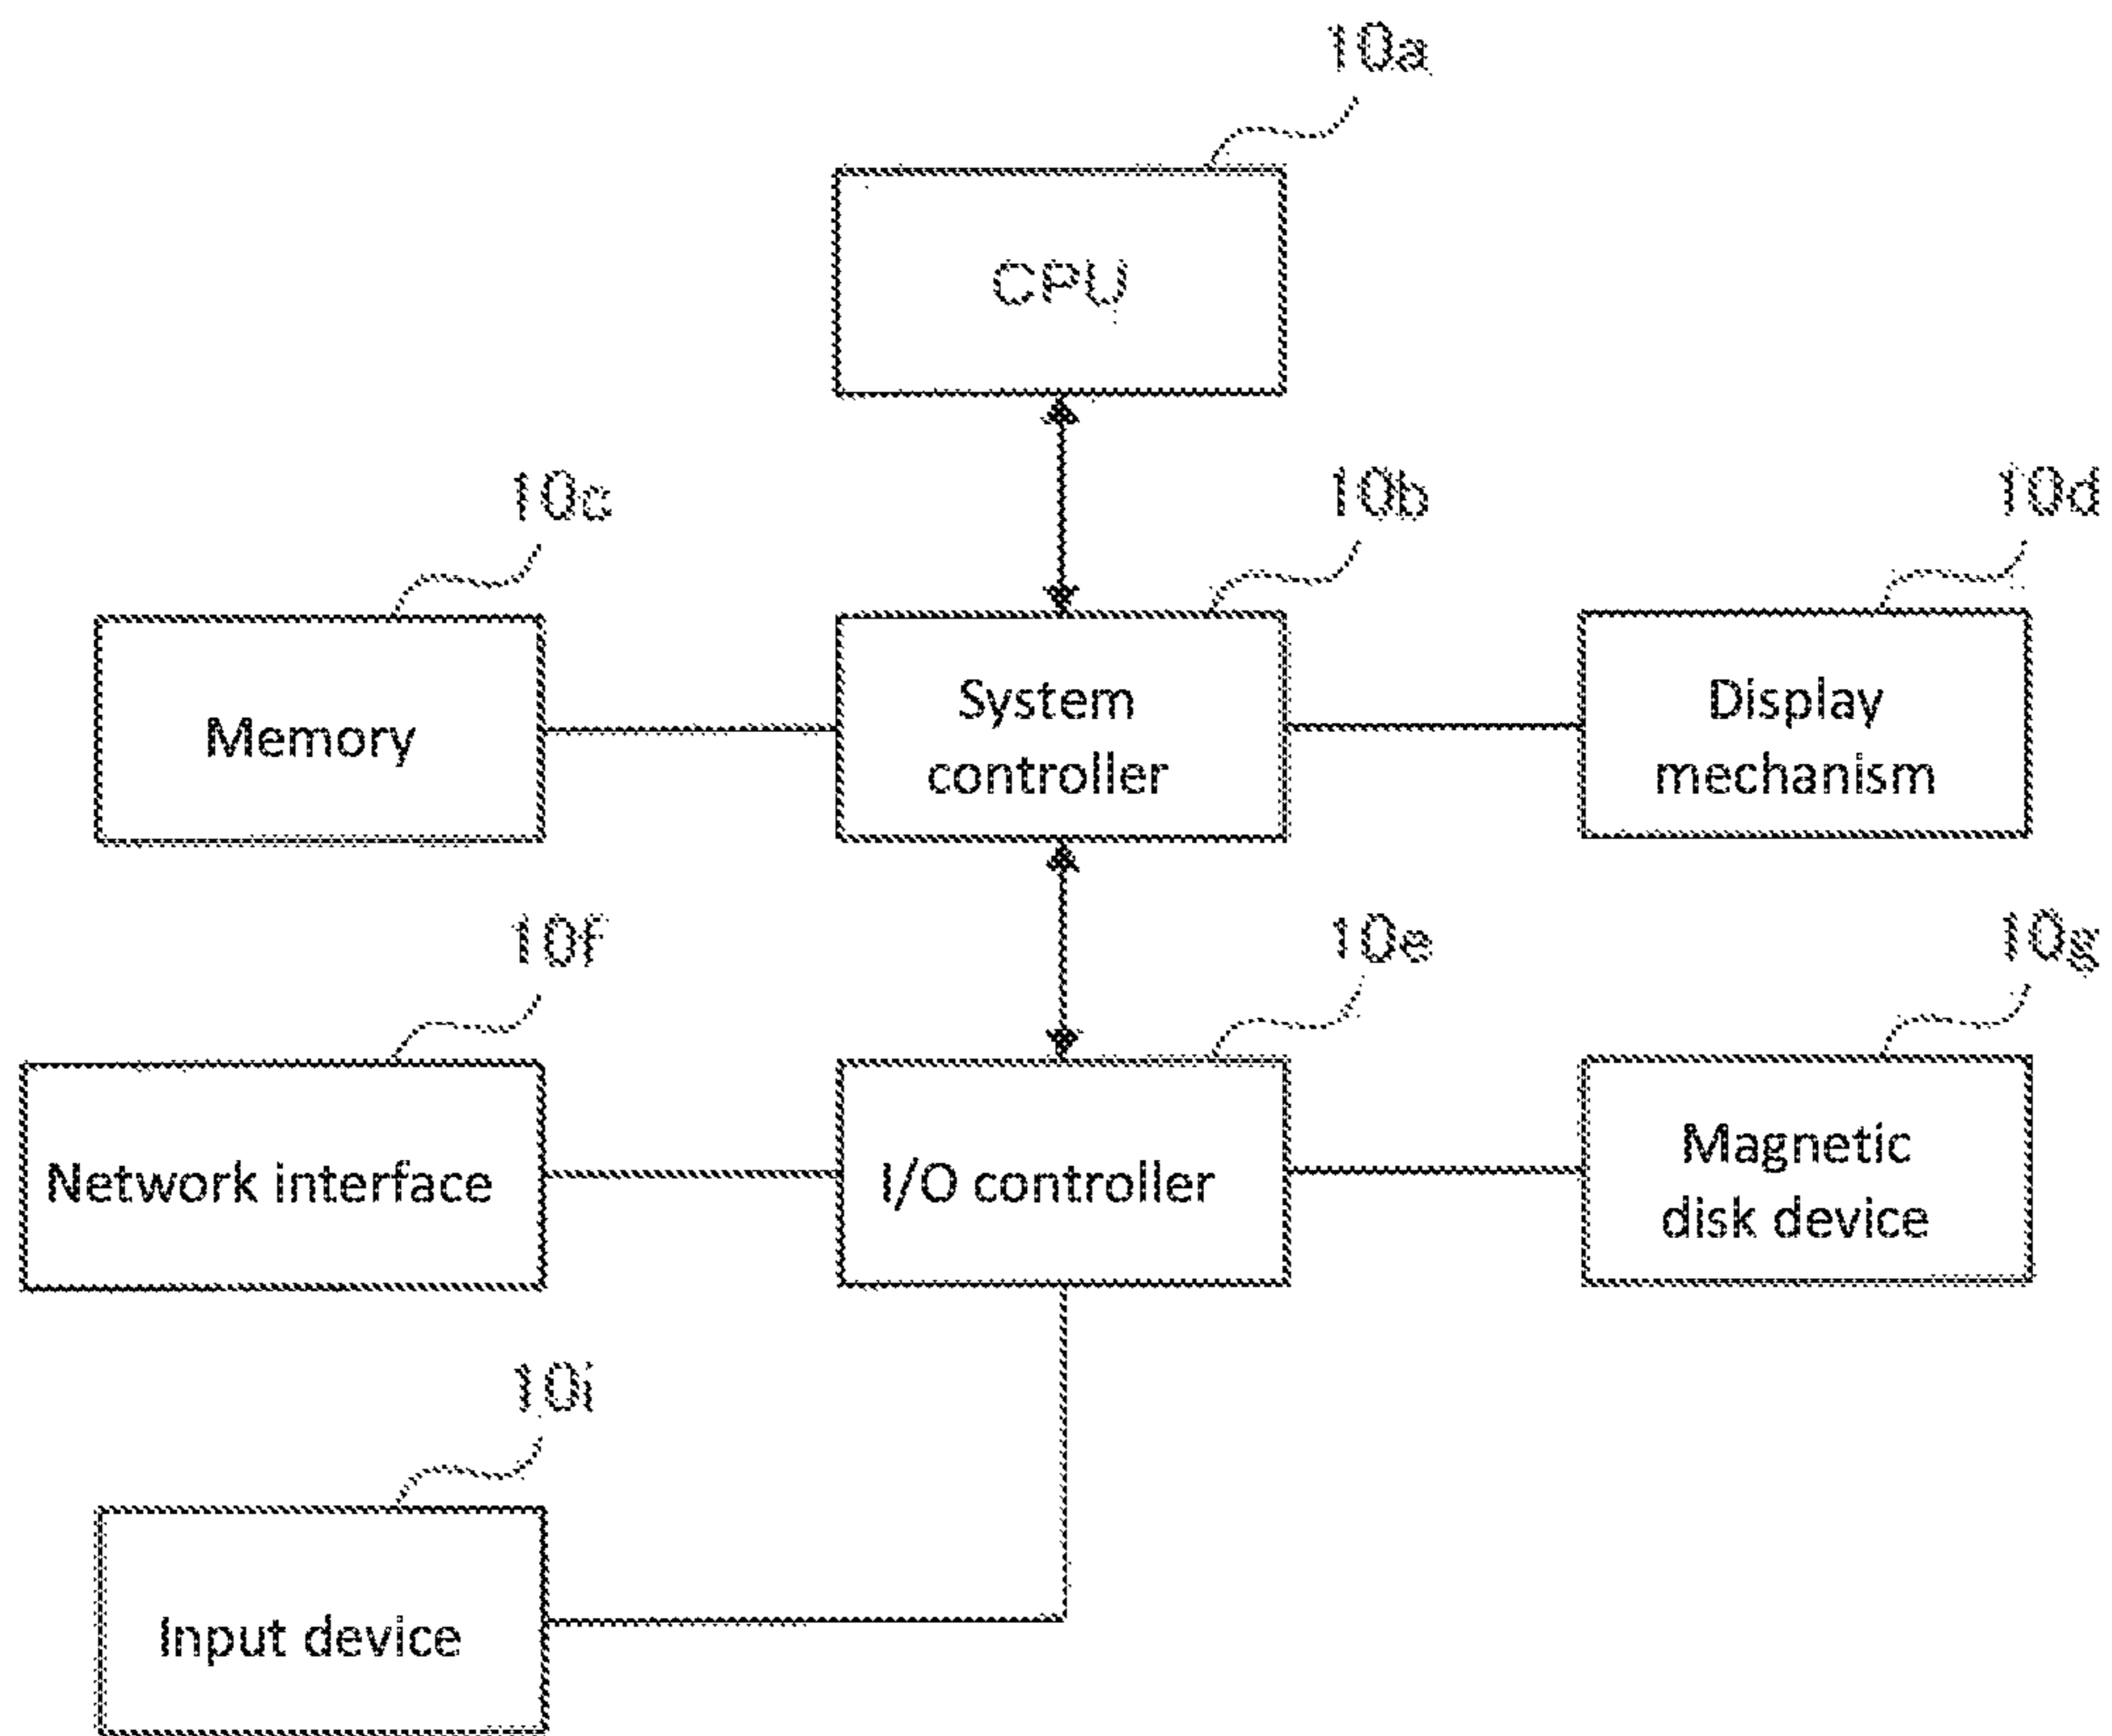 10a
CPU
10c
10b
10d
Memory
System
controller
Display
mechanism
10f
10e
10g
Network interface
I/O controller
Magnetic
disk device
10i
Input device